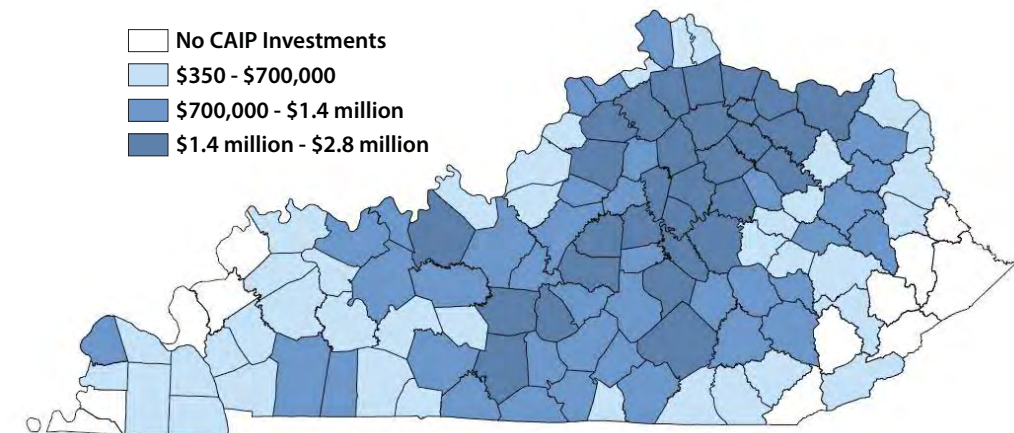 No CAIP Investments
$350 - $700,000
$700,000 - $1.4 million
$1.4 million - $2.8 million